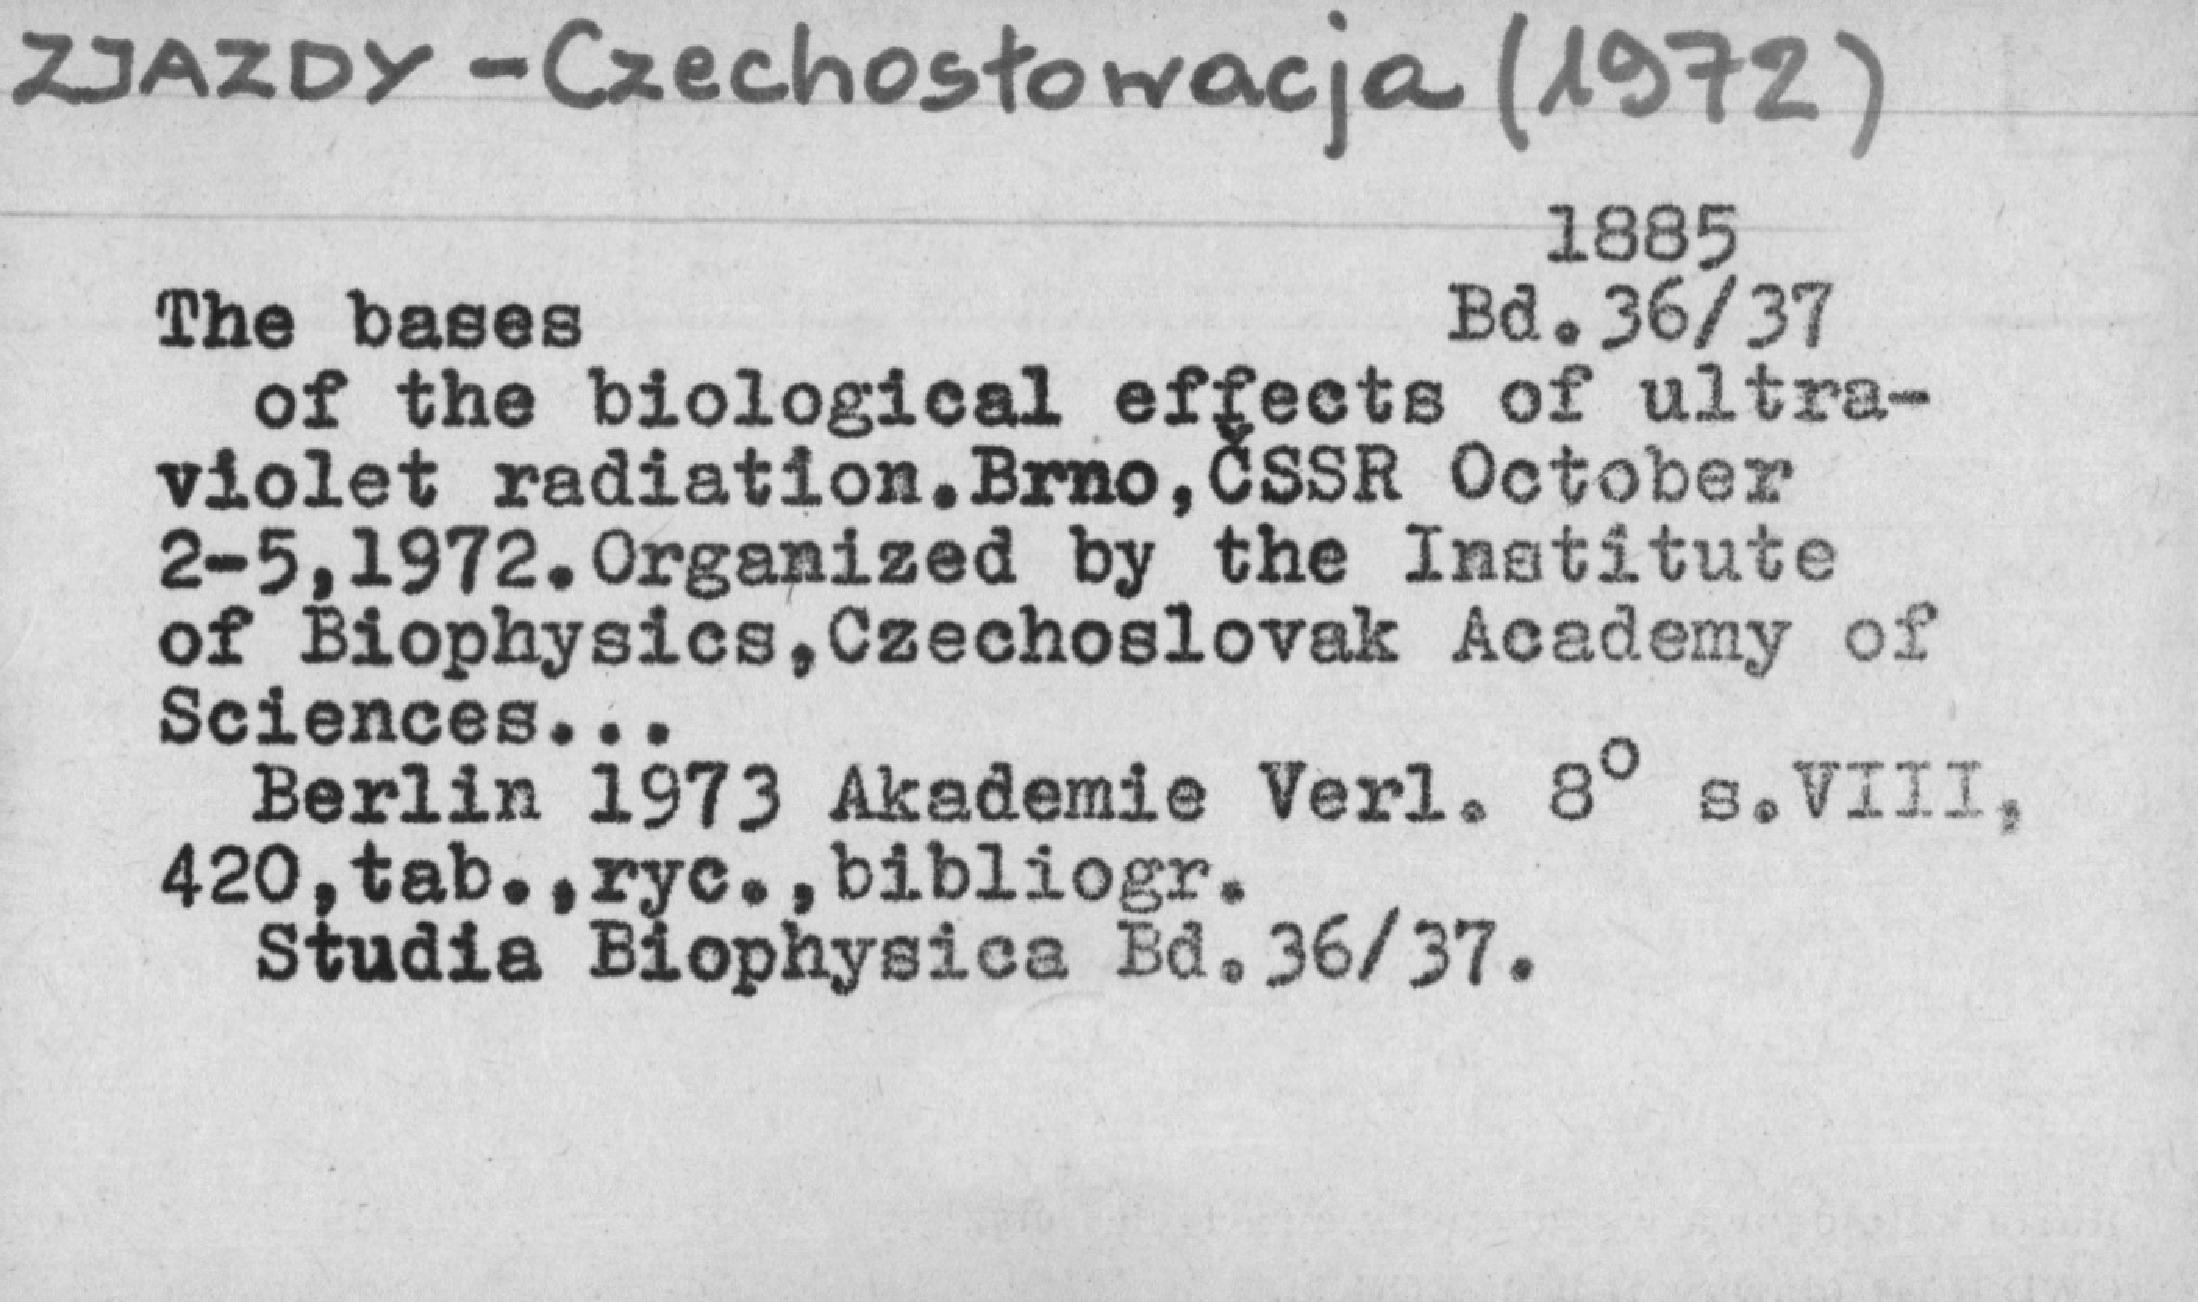 ZJAZDY - Czechosłowacja (1972)
1885
The bases Bd.36/37
of the biological effects of ultra-
violet radiation.Brno,ČSSR October
2-5,1972.Organized by the Institute
of Biophysics,Czechoslovak Academy of
Sciences...
Berlin 1973 Akademie Verl. 8º s.VIII,
420,tab.,ryc.,bibliogr.
Studia Biophysica Bd.36/37.